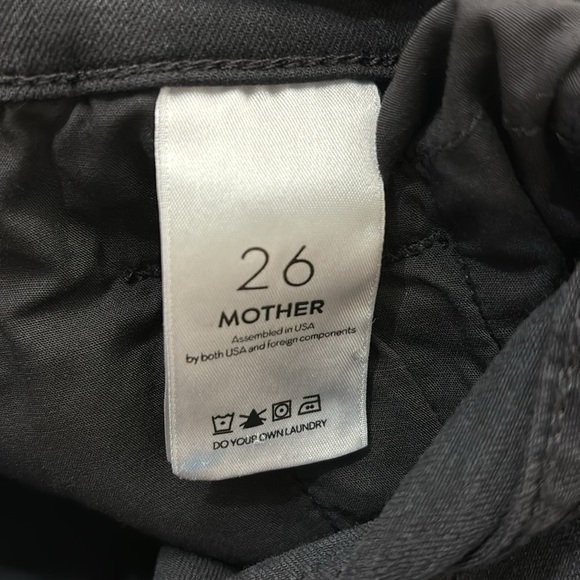 26
MOTHER
Assembled in USA
by both USA and foreign components
DO YOUR OWN LAUNDRY